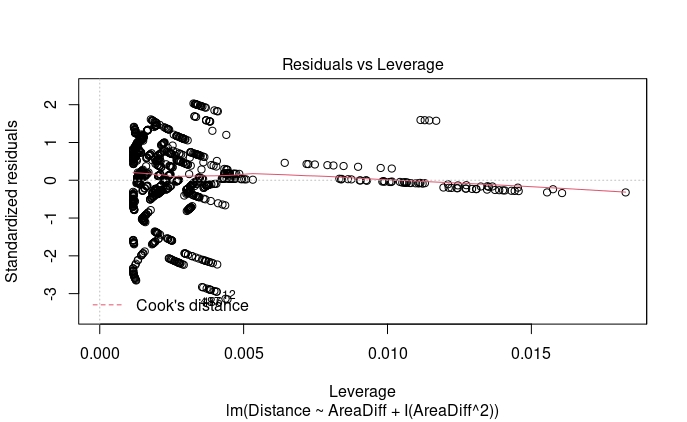 Residuals vs Leverage
Standardized residuals
2
1
0
-1
-2
-3
12
Cook's distance
0.000 0.005 0.010 0.015
Leverage
lm(Distance ~ AreaDiff + I(AreaDiff^2))